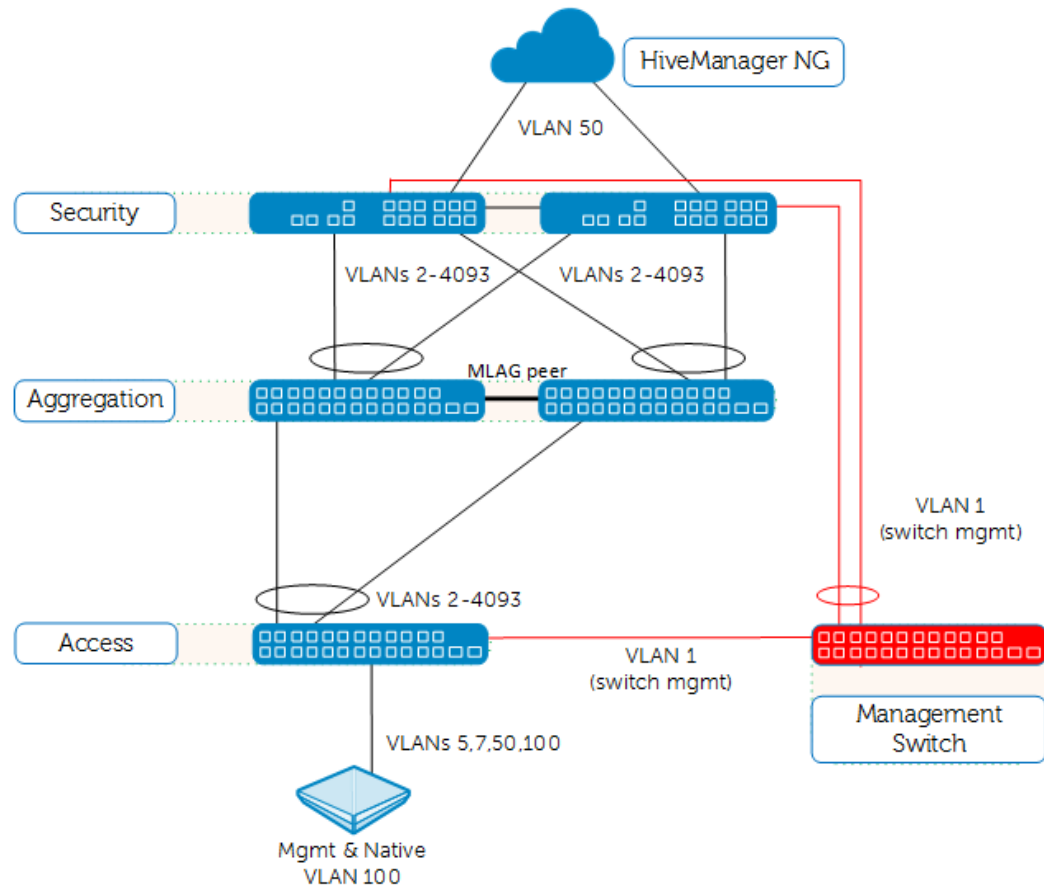 HiveManager NG
VLAN 50
Security
VLANs 2-4093
VLANs 2-4093
MLAG peer
Aggregation
VLAN 1
(switch mgmt)
VLANs 2-4093
Access
VLAN 1
(switch mgmt)
Management
Switch
VLANs 5,7,50,100
Mgmt & Native
VLAN 100